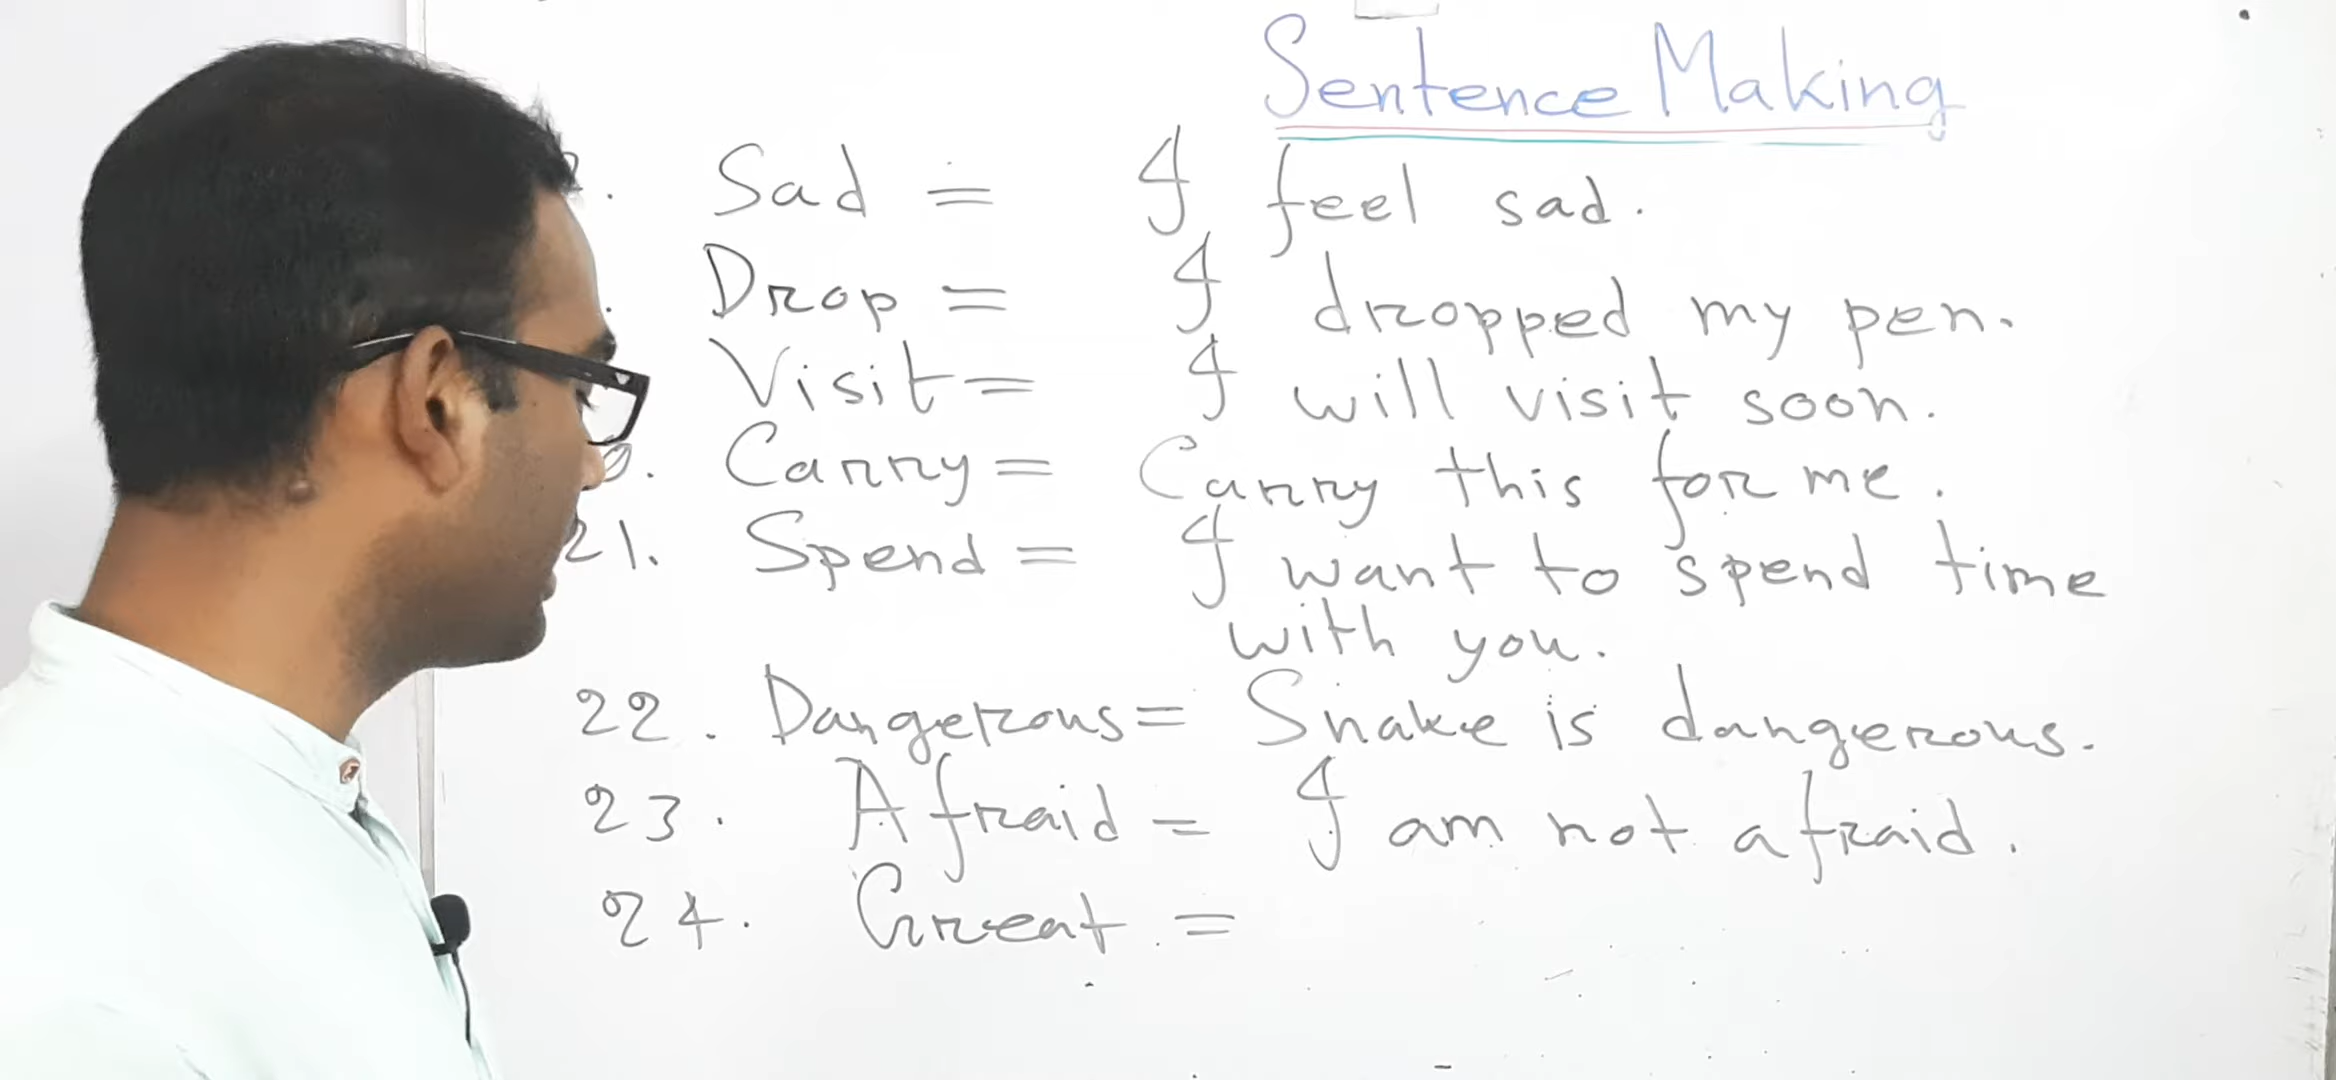 Sentence Making
. Sad = I feel sad.
. Drop = I dropped my pen.
Visit = I will visit soon.
0. Carry = Carry this for me.
21. Spend = I want to spend time
with you.
22. Dangerous = Snake is dangerous.
23. Afraid = I am not afraid.
24. Great =